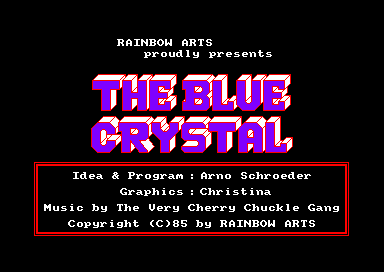 RAINBOW ARTS
proudly presents
THE BLUE
CRYSTAL
Idea & Program : Arno Schroeder
Graphics : Christina
Music by The Very Cherry Chuckle Gang
Copyright (C)85 by RAINBOW ARTS